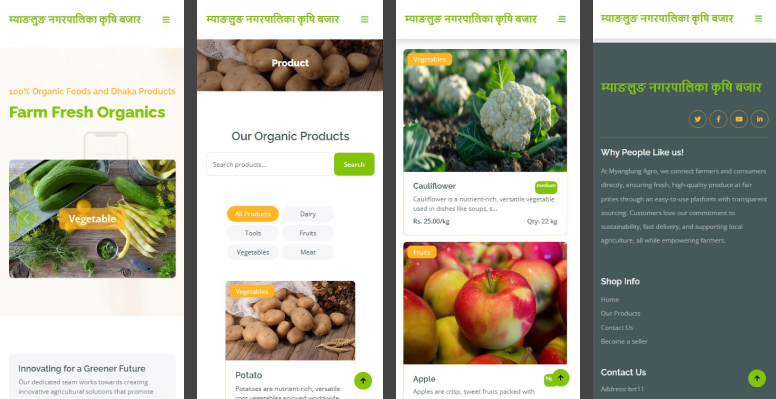 म्याङलुङ नगरपालिका कृषि बजार
100% Organic Foods and Dhaka Products
Farm Fresh Organics
Vegetable
Innovating for a Greener Future
Our dedicated team works towards creating
innovative agricultural solutions that promote
म्याङलुङ नगरपालिका कृषि बजार
Product
Our Organic Products
Search products...
Search
All Products
Dairy
Tools
Fruits
Vegetables
Meat
Vegetables
Potato
Potatoes are nutrient-rich, versatile
root vegetables enjoyed worldwide
म्याङलुङ नगरपालिका कृषि बजार
Vegetables
Cauliflower
medium
Cauliflower is a nutrient-rich, versatile vegetable
used in dishes like soups, s...
Rs. 25.00/kg
Qty: 22 kg
Fruits
Apple
Apples are crisp, sweet fruits packed with
म्याङलुङ नगरपालिका कृषि बजार
म्याङलुङ नगरपालिका कृषि बजार
Why People Like us!
At Myanglung Agro, we connect farmers and consumers
directly, ensuring fresh, high-quality produce at fair
prices through an easy-to-use platform with transparent
sourcing. Customers love our commitment to
sustainability, fast delivery, and supporting local
agriculture, all while empowering farmers.
Shop Info
Home
Our Products
Contact Us
Become a seller
Contact Us
Address: brt11